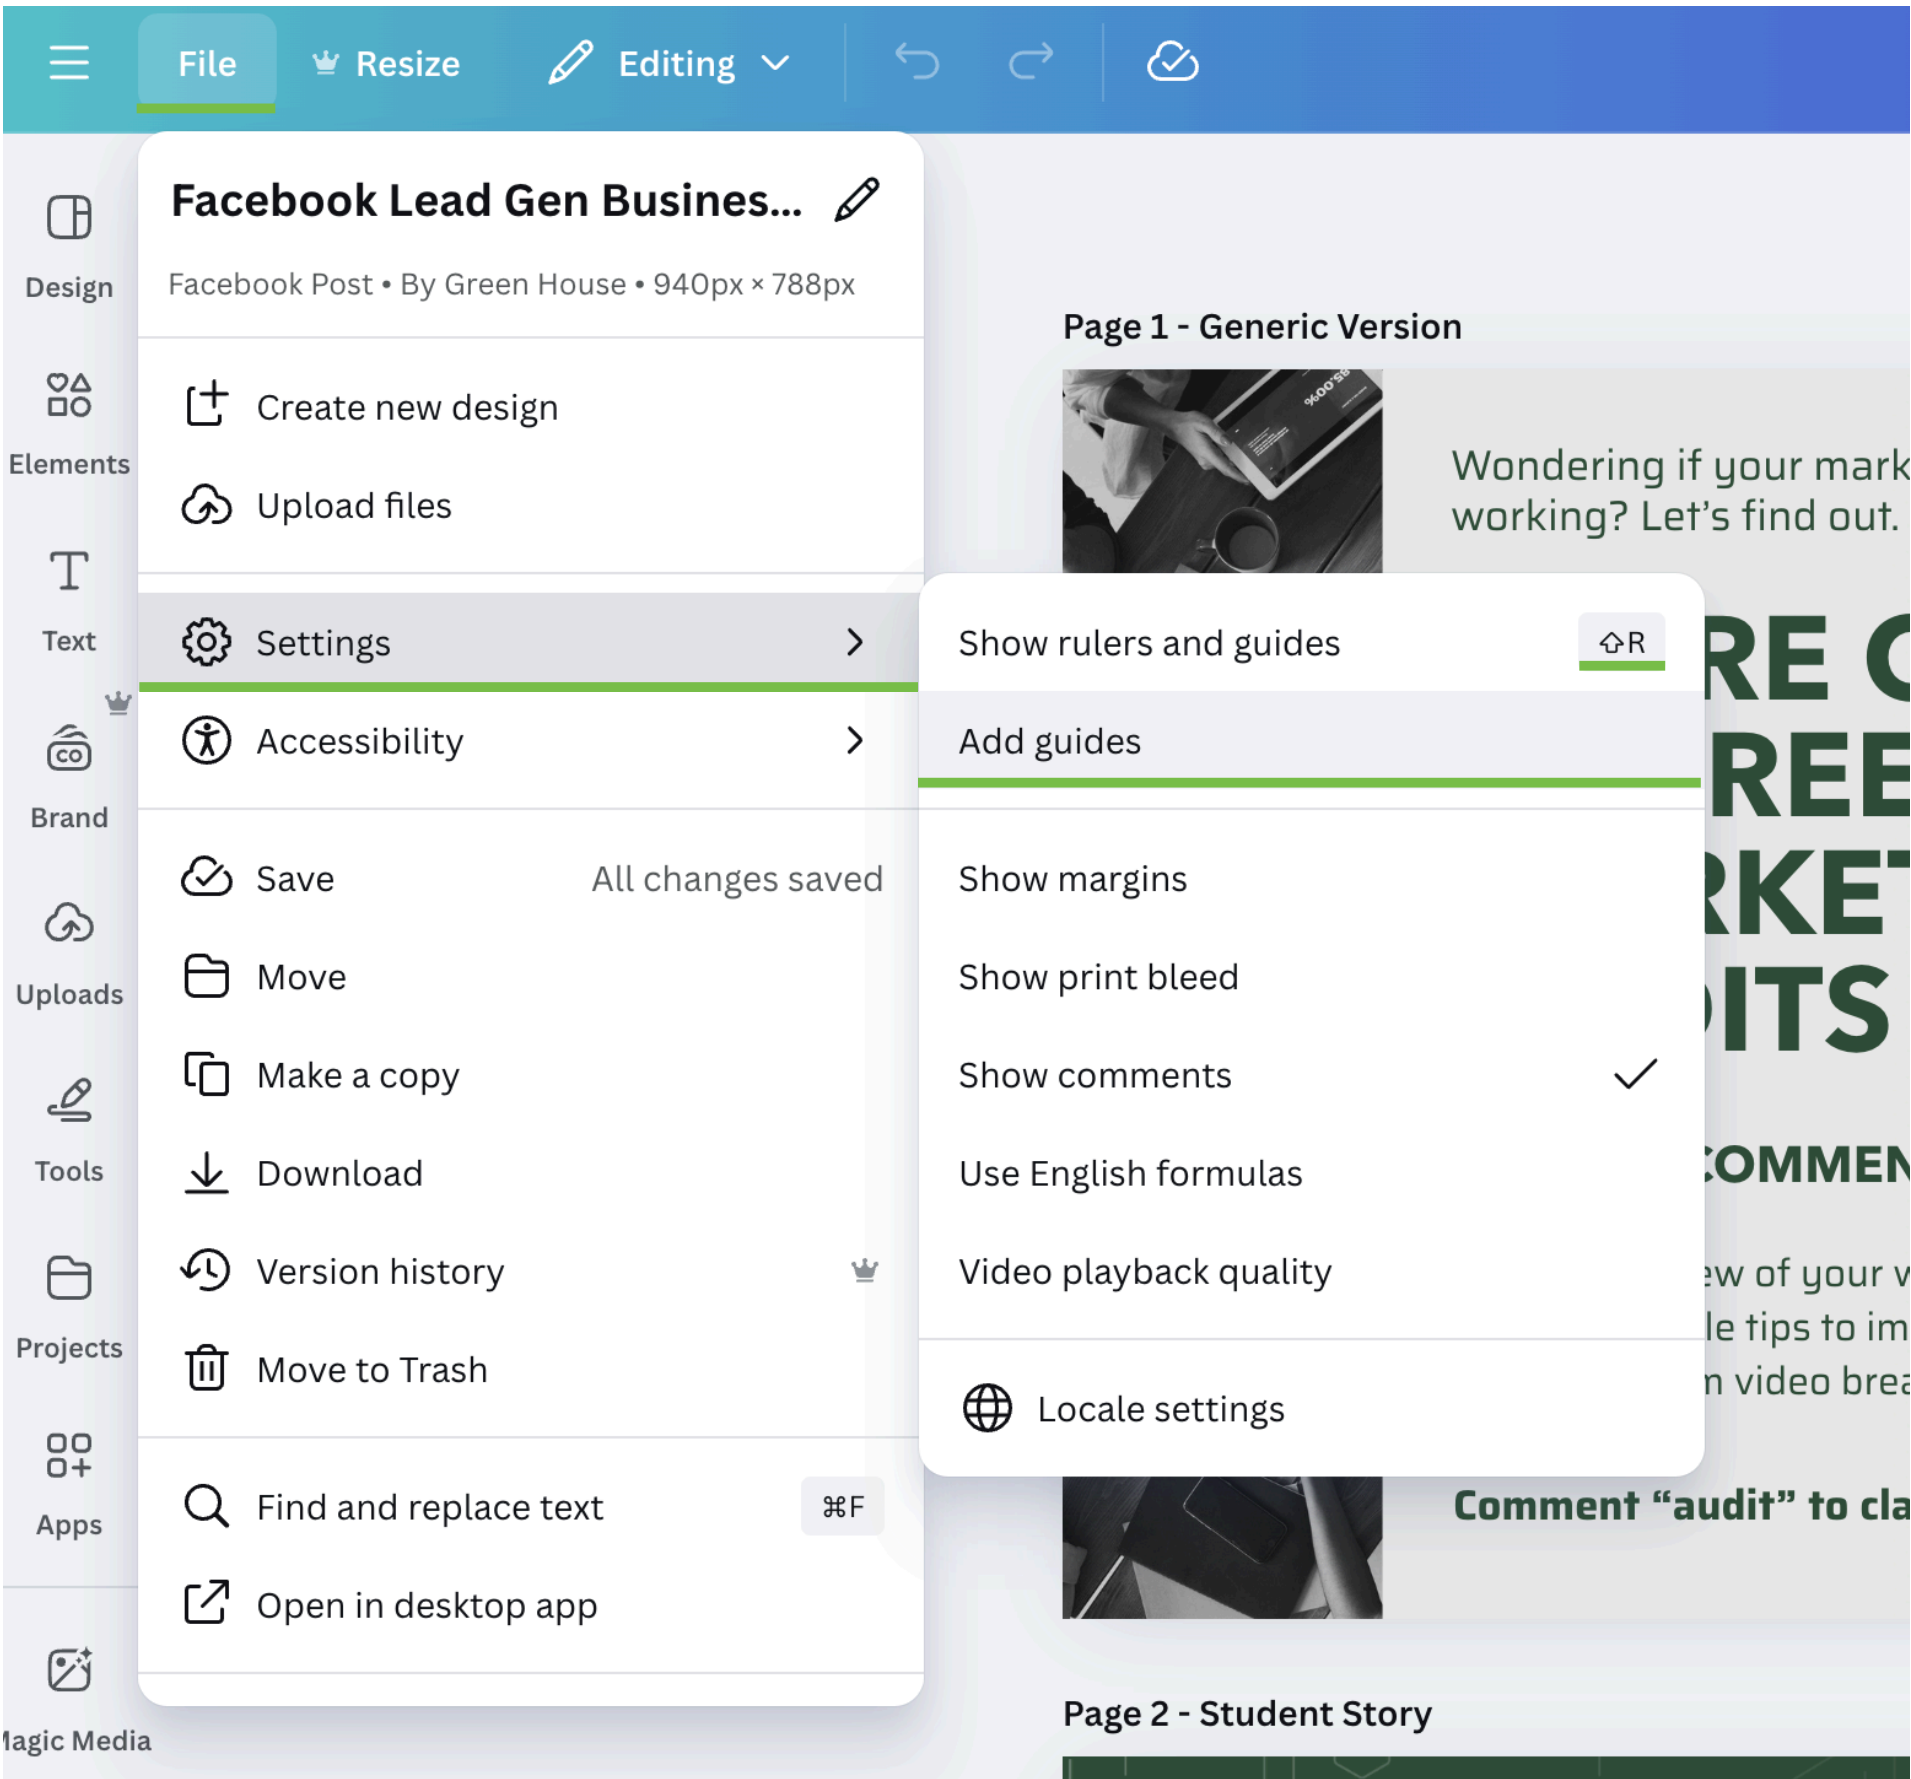 File
Resize
Editing
Facebook Lead Gen Busines...
Facebook Post • By Green House • 940px × 788px
Create new design
Upload files
Settings
Accessibility
Save
All changes saved
Move
Make a copy
Download
Version history
Move to Trash
Find and replace text
⌘F
Open in desktop app
Show rulers and guides
⇧R
Add guides
Show margins
Show print bleed
Show comments
Use English formulas
Video playback quality
Locale settings
Design
Elements
Text
CO
Brand
Uploads
Tools
Projects
Apps
Magic Media
Page 1 - Generic Version
85.00%
Wondering if your mark
working? Let's find out.
RE
REE
RKET
ITS
COMMEN
ew of your w
le tips to im
m video brea
Comment “audit” to cla
Page 2 - Student Story